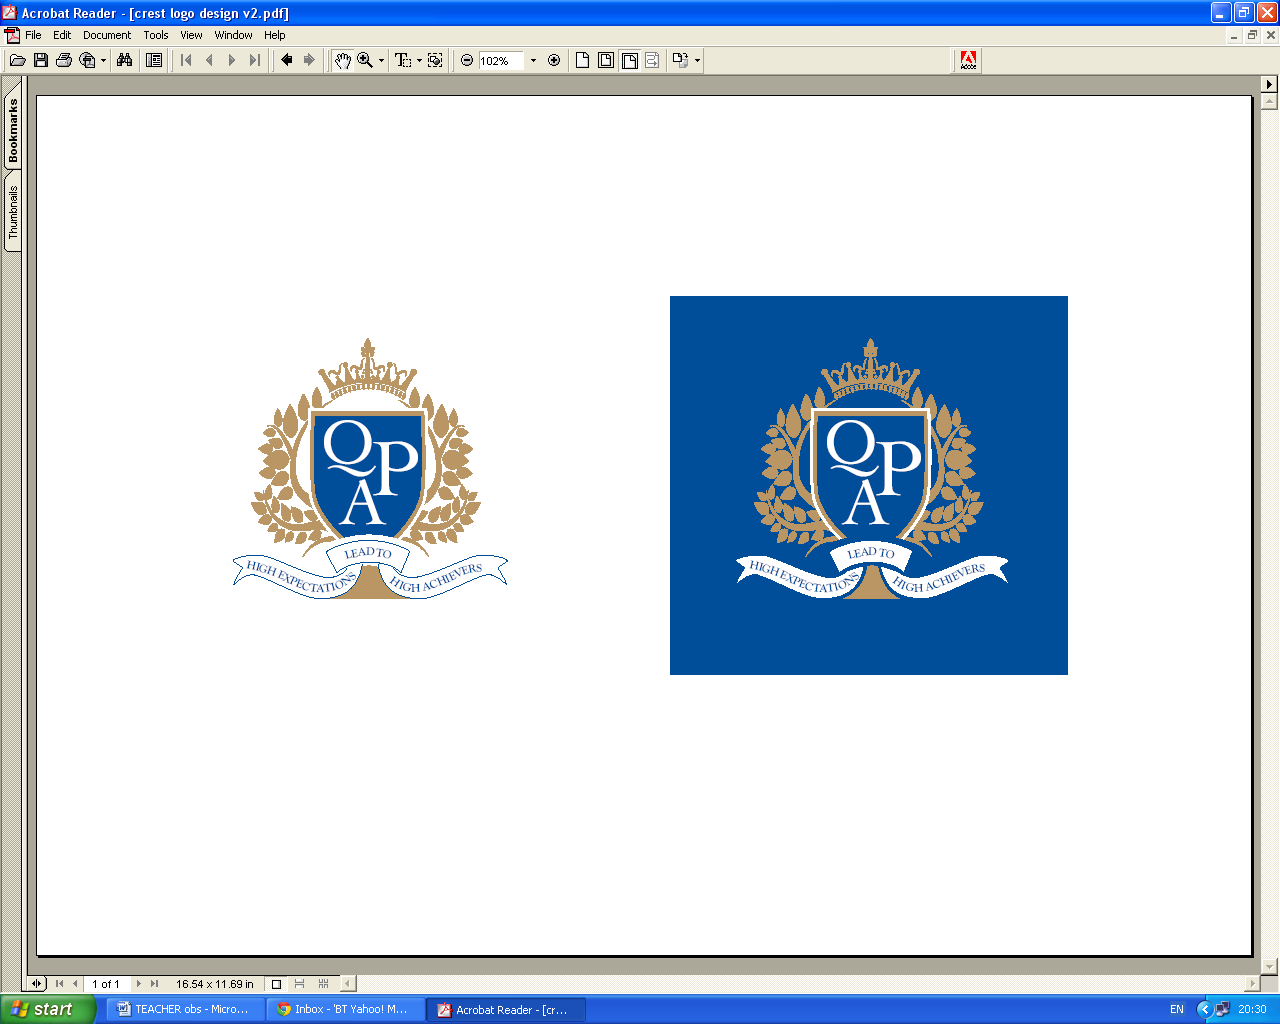 Acrobat Reader - [crest logo design v2.pdf]
File Edit Document Tools View Window Help
102%
Adobe
Bookmarks
Thumbnails
QPA
LEAD TO
HIGH EXPECTATIONS HIGH ACHIEVERS
QPA
LEAD TO
HIGH EXPECTATIONS HIGH ACHIEVERS
1 of 1 16.54 x 11.69 in
start TEACHER obs - Micro... Inbox - 'BT Yahoo! M... Acrobat Reader - [cr... EN 20:30